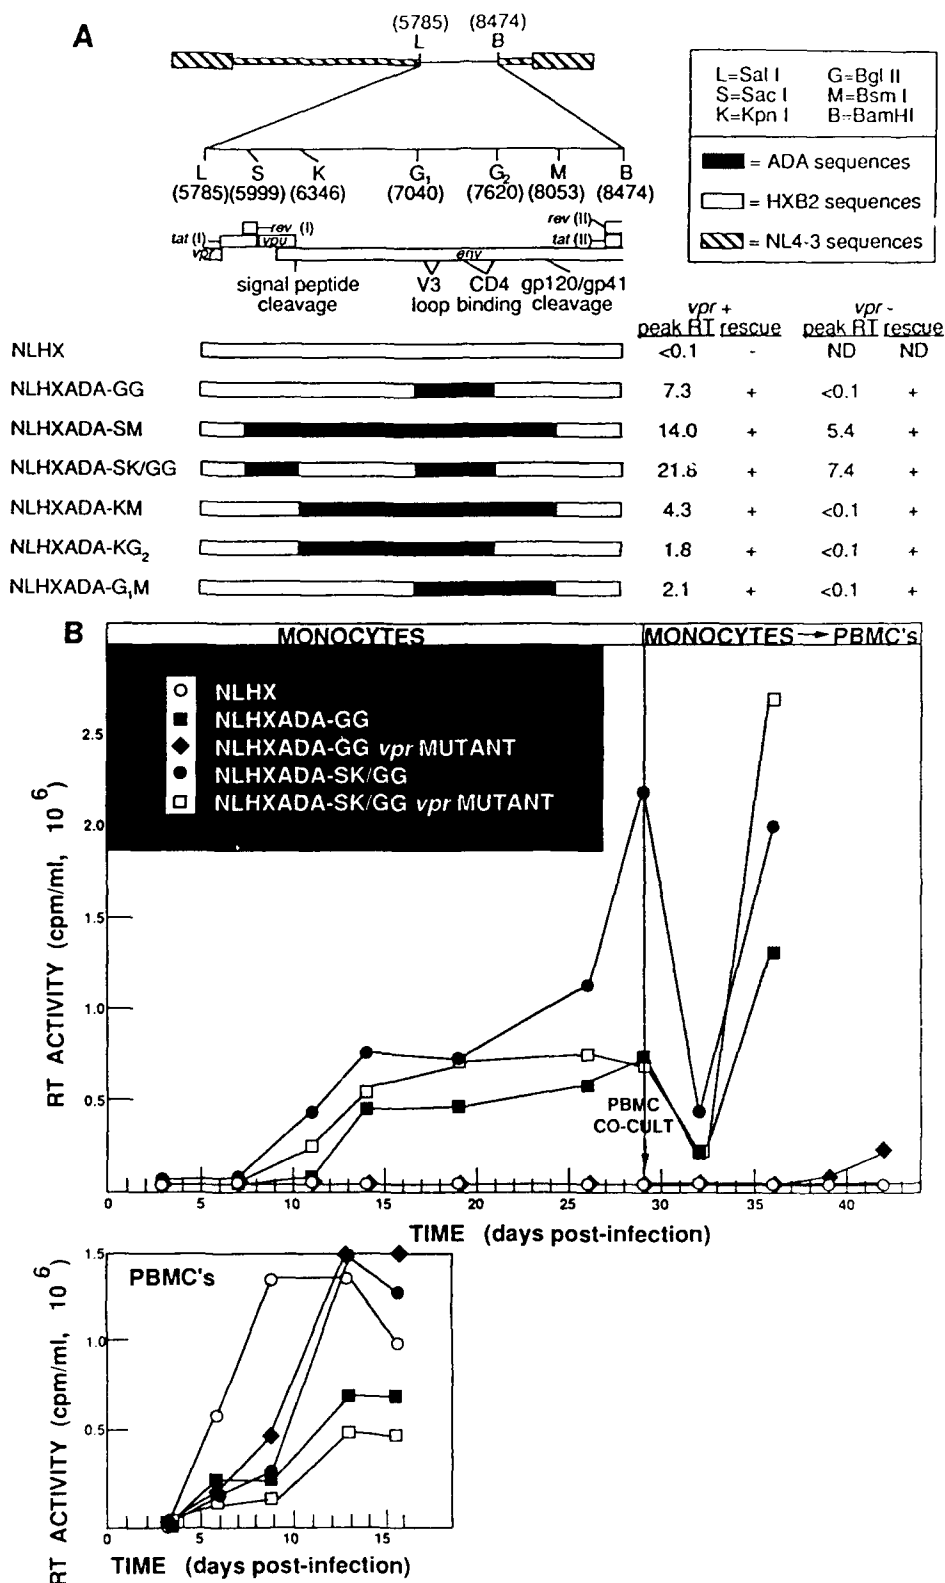 A
(5785) (8474)
L B
L=Sal I G=Bgl II
S=Sac I M=Bsm I
K=Kpn I B=BamHI
= ADA sequences
= HXB2 sequences
= NL4-3 sequences
L S K G1 G2 M B
(5785) (5999) (6346) (7040) (7620) (8053) (8474)
rev (I) rev (II)
tat (I) vpu tat (II)
vpr env
signal peptide cleavage
V3 loop
CD4 binding
gp120/gp41 cleavage
vpr + vpr -
peak RT rescue peak RT rescue
NLHX <0.1 - ND ND
NLHXADA-GG 7.3 + <0.1 +
NLHXADA-SM 14.0 + 5.4 +
NLHXADA-SK/GG 21.8 + 7.4 +
NLHXADA-KM 4.3 + <0.1 +
NLHXADA-KG2 1.8 + <0.1 +
NLHXADA-G1M 2.1 + <0.1 +
B
MONOCYTES MONOCYTES → PBMC's
NLHX
NLHXADA-GG
NLHXADA-GG vpr MUTANT
NLHXADA-SK/GG
NLHXADA-SK/GG vpr MUTANT
RT ACTIVITY (cpm/ml, 10^6)
2.5
2.0
1.5
1.0
0.5
PBMC
CO-CULT
0 5 10 15 20 25 30 35 40
TIME (days post-infection)
PBMC's
RT ACTIVITY (cpm/ml, 10^6)
1.5
1.0
0.5
0 5 10 15
TIME (days post-infection)